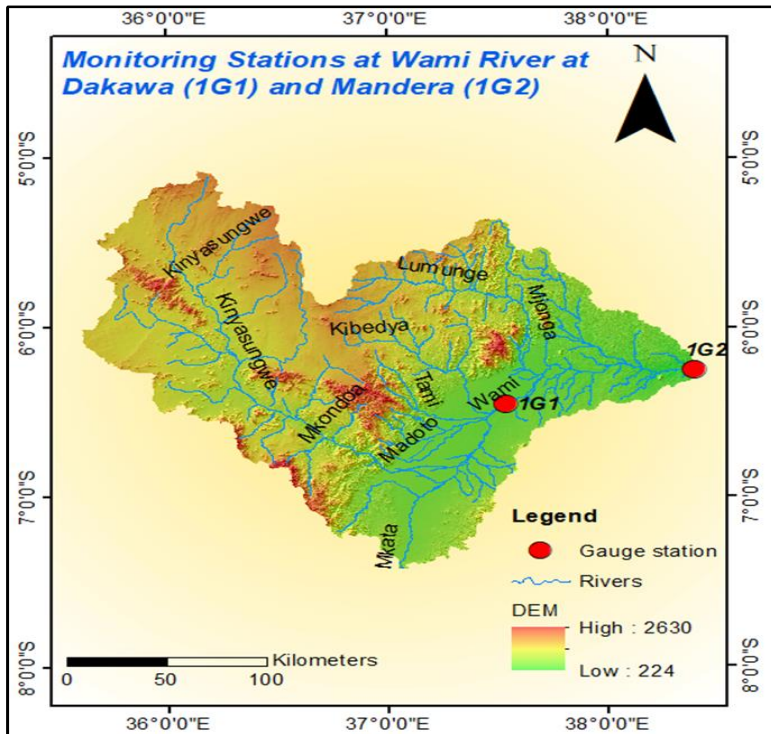 36°0'0"E 37°0'0"E 38°0'0"E
Monitoring Stations at Wami River at
Dakawa (1G1) and Mandera (1G2)
N
5°0'0"S
5°0'0"S
Kinyasungwe
Lumunge
Kinyasungwe
Mjonga
Kibedya
6°0'0"S
6°0'0"S
1G2
Tami
Wami
1G1
Mkondoa
Madoto
7°0'0"S
7°0'0"S
Mkata
Legend
Gauge station
Rivers
DEM
High : 2630
Low : 224
Kilometers
0 50 100
8°0'0"S
8°0'0"S
36°0'0"E 37°0'0"E 38°0'0"E